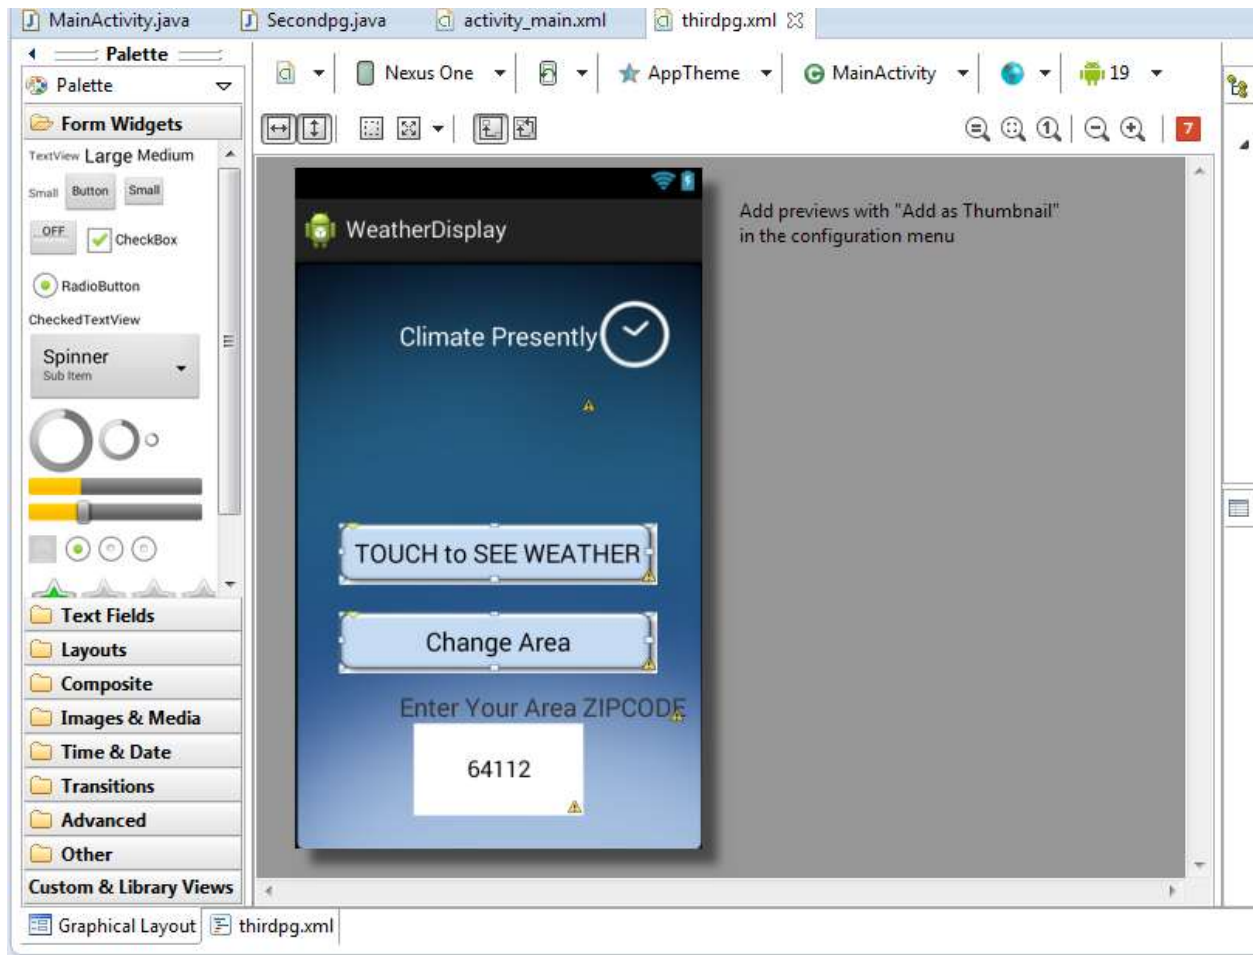 MainActivity.java Secondpg.java activity_main.xml thirdpg.xml
Palette
Palette
Nexus One AppTheme MainActivity 19
Form Widgets
7
TextView Large Medium
Small Button Small
OFF CheckBox
RadioButton
CheckedTextView
Spinner
Sub Item
Text Fields
Layouts
Composite
Images & Media
Time & Date
Transitions
Advanced
Other
Custom & Library Views
WeatherDisplay
Climate Presently
TOUCH to SEE WEATHER
Change Area
Enter Your Area ZIPCODE
64112
Add previews with "Add as Thumbnail"
in the configuration menu
Graphical Layout thirdpg.xml